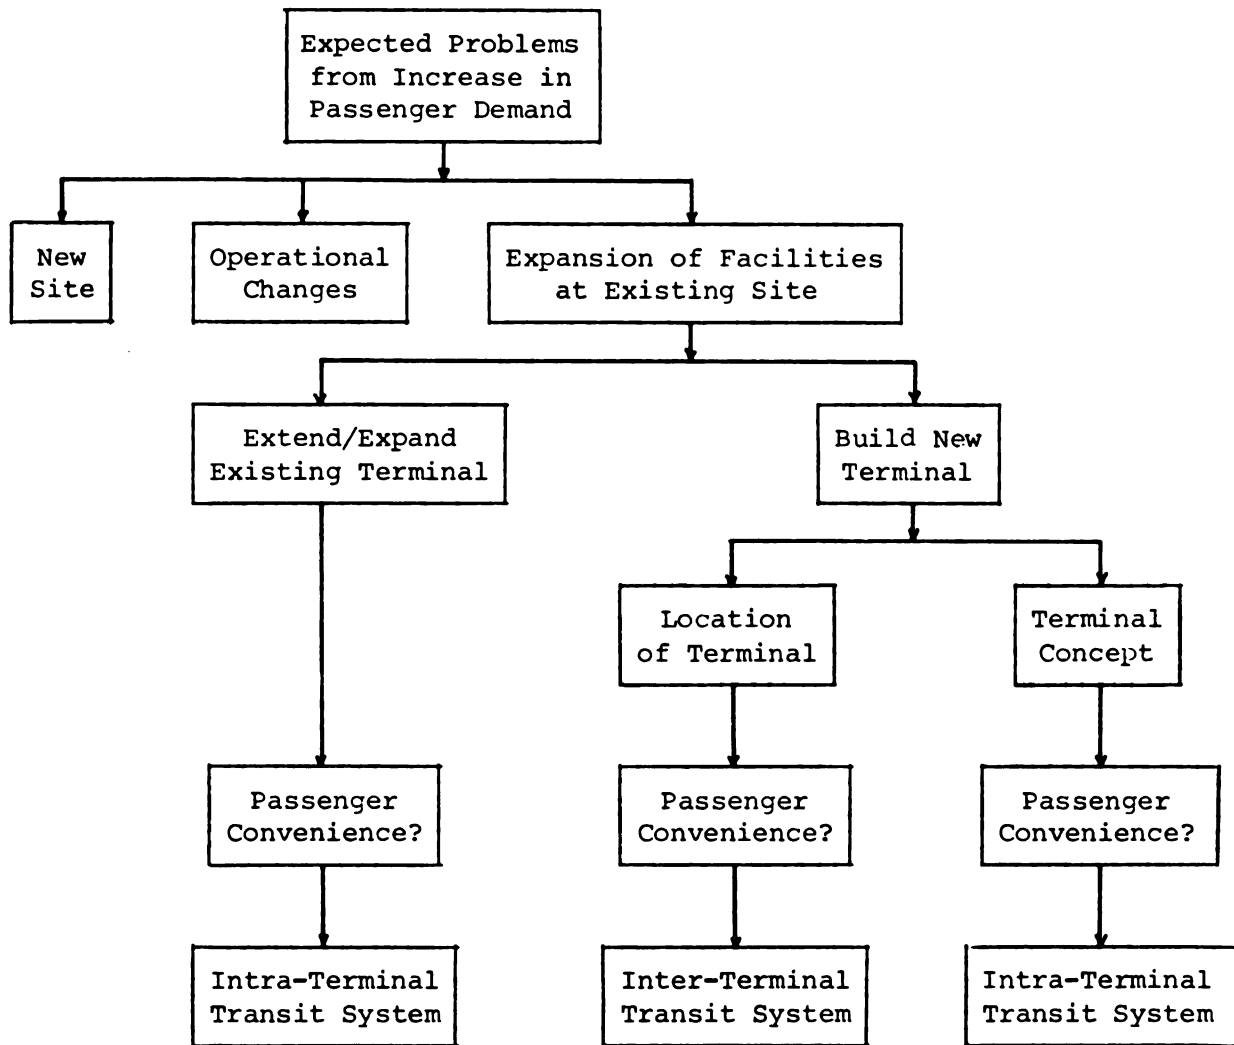 Expected Problems
from Increase in
Passenger Demand
New
Site
Operational
Changes
Expansion of Facilities
at Existing Site
Extend/Expand
Existing Terminal
Build New
Terminal
Location
of Terminal
Terminal
Concept
Passenger
Convenience?
Passenger
Convenience?
Passenger
Convenience?
Intra-Terminal
Transit System
Inter-Terminal
Transit System
Intra-Terminal
Transit System